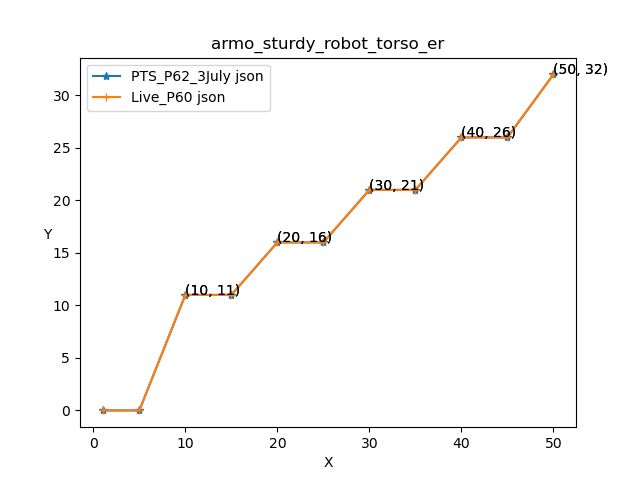 armo_sturdy_robot_torso_er
PTS_P62_3July json
Live_P60 json
(50, 32)
(40, 26)
(30, 21)
(20, 16)
(10, 11)
30
25
20
15
10
5
0
Y
0 10 20 30 40 50
X